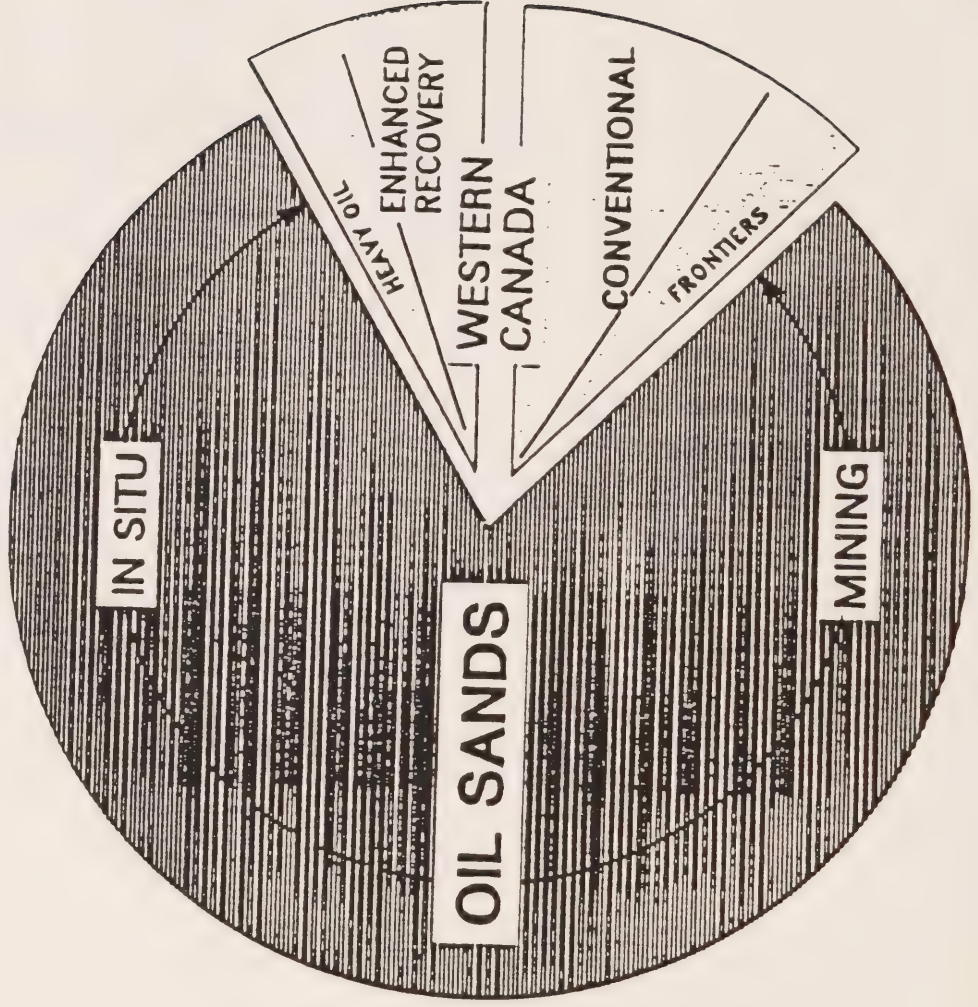 IN SITU
HEAVY OIL
ENHANCED
RECOVERY
WESTERN
CANADA
CONVENTIONAL
FRONTIERS
OIL SANDS
MINING